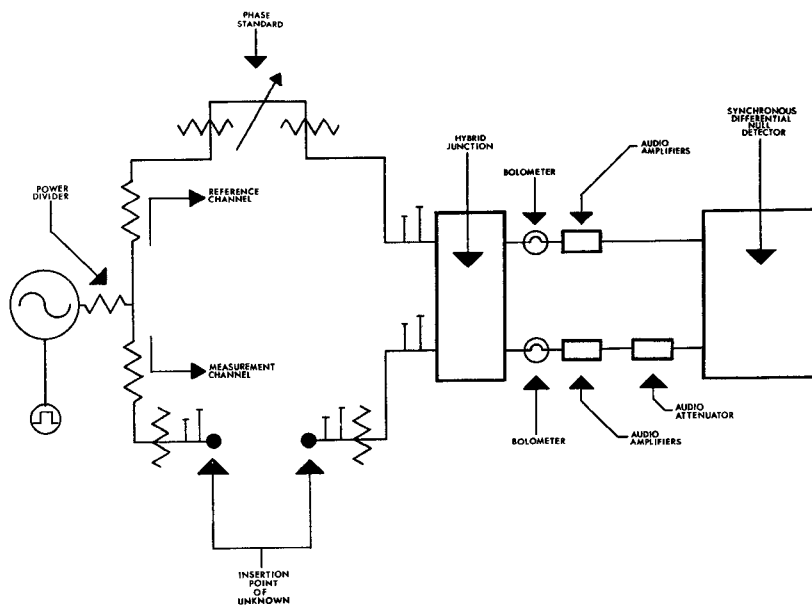 PHASE
STANDARD
SYNCHRONOUS
DIFFERENTIAL
NULL
DETECTOR
HYBRID
JUNCTION
AUDIO
AMPLIFIERS
BOLOMETER
POWER
DIVIDER
REFERENCE
CHANNEL
MEASUREMENT
CHANNEL
AUDIO
ATTENUATOR
BOLOMETER
AUDIO
AMPLIFIERS
INSERTION
POINT
OF
UNKNOWN